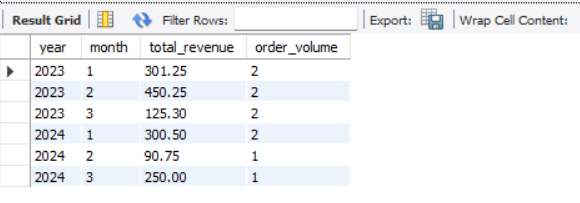 Result Grid Filter Rows: Export: Wrap Cell Content:
year month total_revenue order_volume
2023 1 301.25 2
2023 2 450.25 2
2023 3 125.30 2
2024 1 300.50 2
2024 2 90.75 1
2024 3 250.00 1